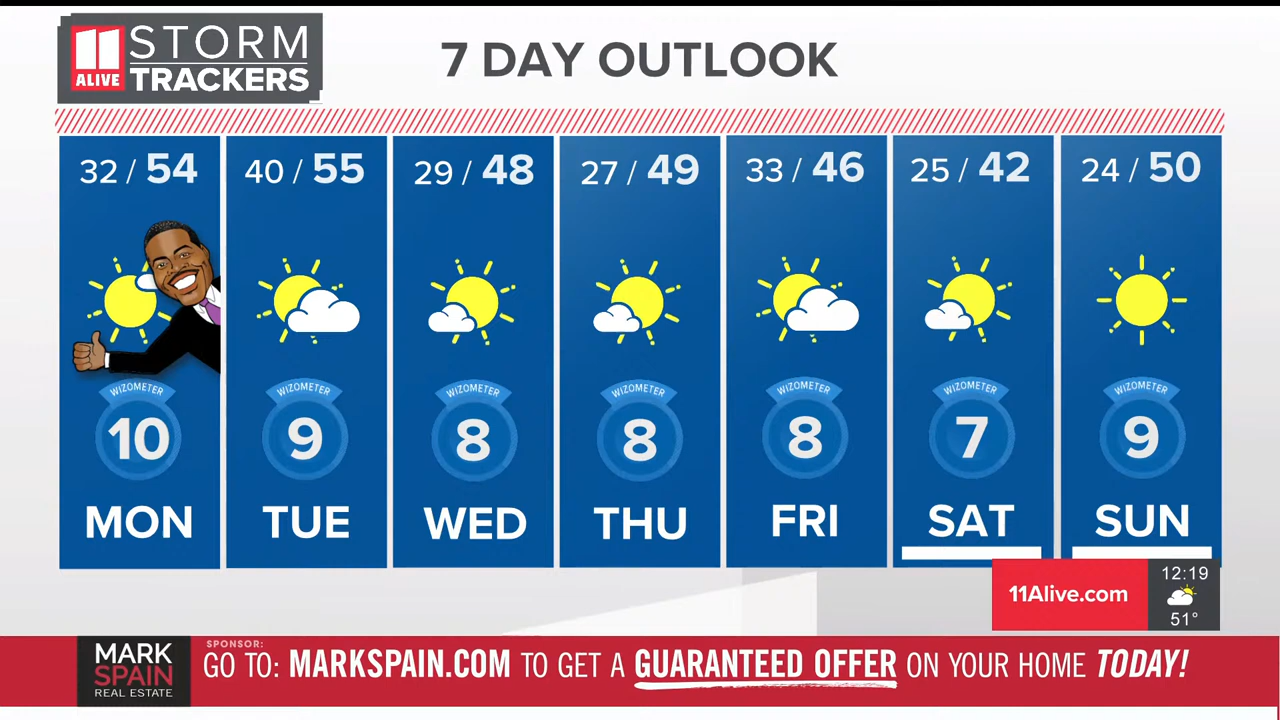 11 ALIVE
STORM
TRACKERS
7 DAY OUTLOOK
32 / 54
40 / 55
29 / 48
27 / 49
33 / 46
25 / 42
24 / 50
WIZOMETER
WIZOMETER
WIZOMETER
WIZOMETER
WIZOMETER
WIZOMETER
WIZOMETER
10
9
8
8
8
7
9
MON
TUE
WED
THU
FRI
SAT
SUN
11Alive.com
12:19
51°
MARK
SPAIN
REAL ESTATE
SPONSOR:
GO TO: MARKSPAIN.COM TO GET A GUARANTEED OFFER ON YOUR HOME TODAY!